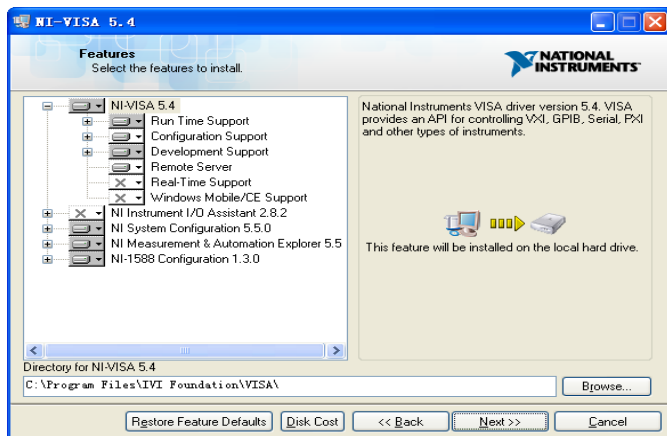 NI-VISA 5.4
Features
Select the features to install.
NATIONAL
INSTRUMENTS
NI-VISA 5.4
Run Time Support
Configuration Support
Development Support
Remote Server
Real-Time Support
Windows Mobile/CE Support
NI Instrument I/O Assistant 2.8.2
NI System Configuration 5.5.0
NI Measurement & Automation Explorer 5.5
NI-1588 Configuration 1.3.0
National Instruments VISA driver version 5.4. VISA
provides an API for controlling VXI, GPIB, Serial, PXI
and other types of instruments.
This feature will be installed on the local hard drive.
Directory for NI-VISA 5.4
C:\Program Files\IVI Foundation\VISA\
Browse...
Restore Feature Defaults
Disk Cost
<< Back
Next >>
Cancel